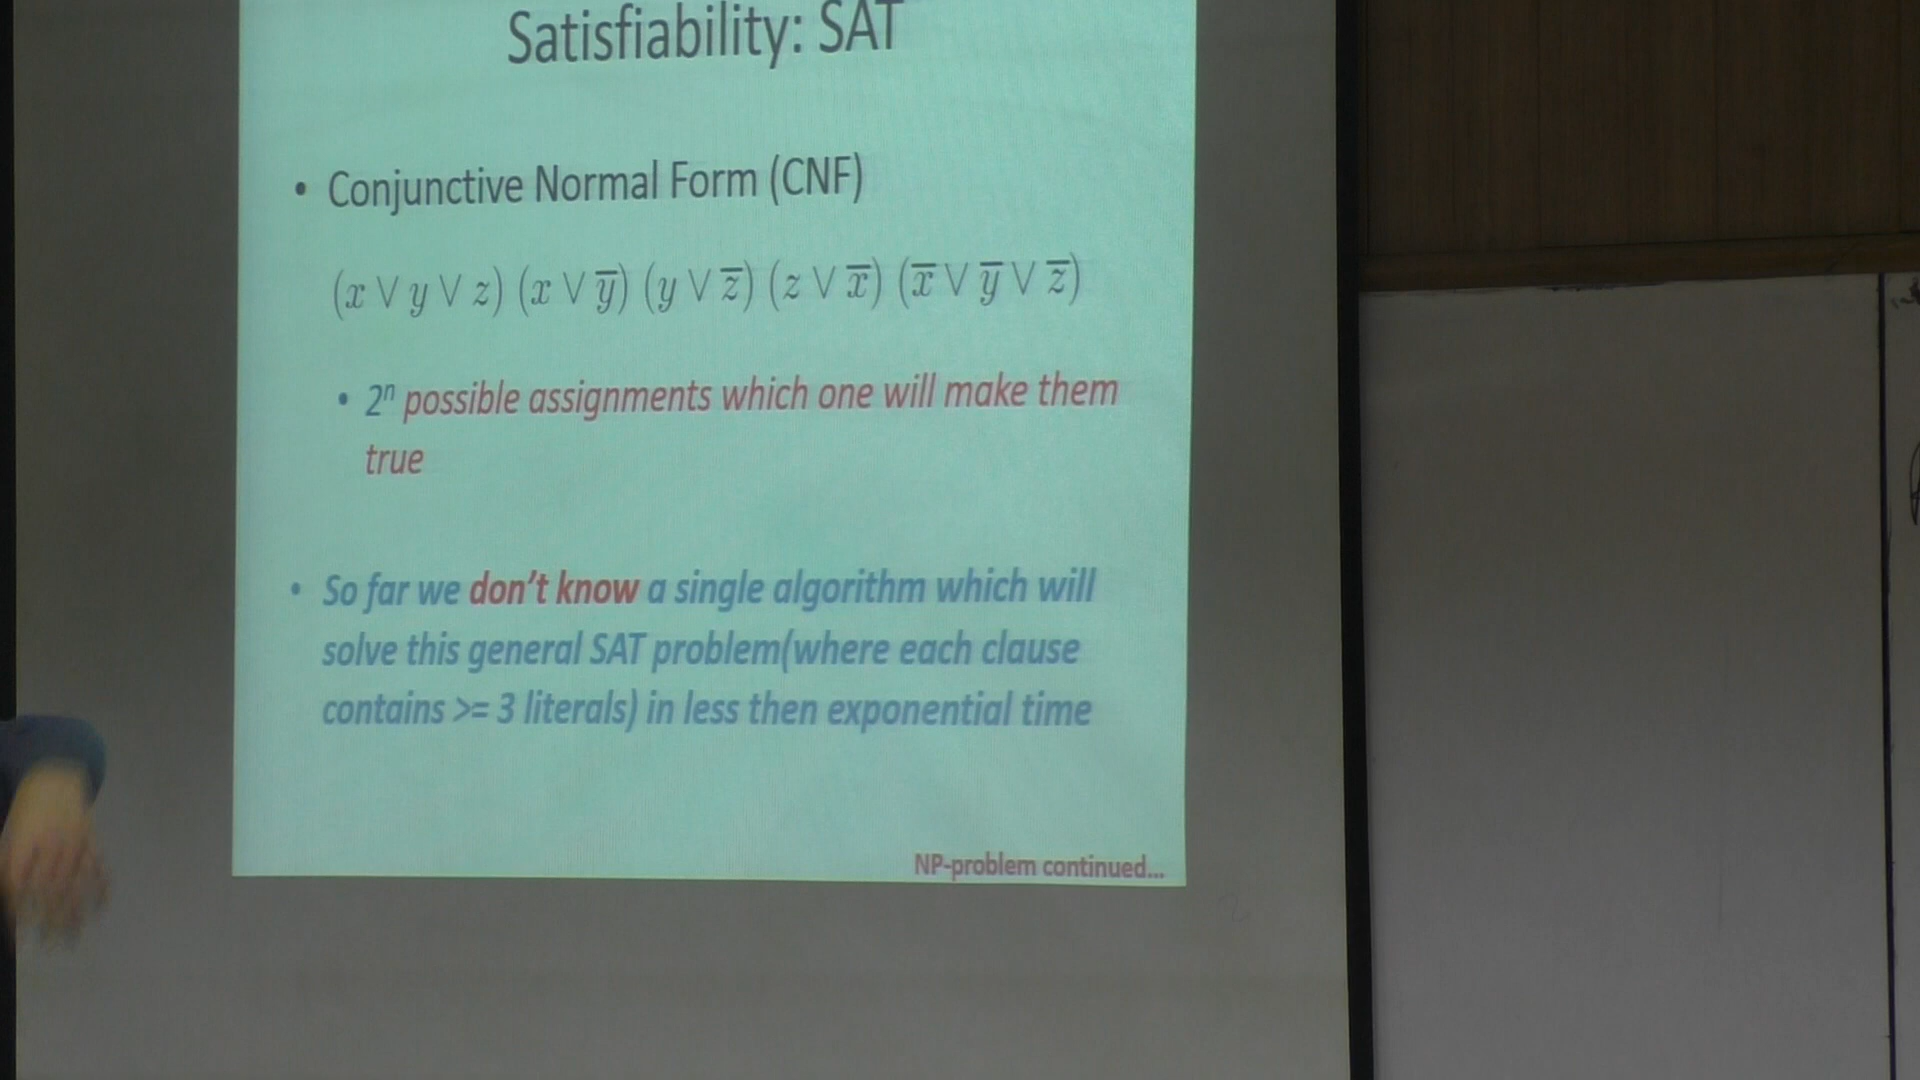 Satisfiability: SAT
• Conjunctive Normal Form (CNF)
(x ∨ y ∨ z) (x ∨ y̅) (y ∨ z̅) (z ∨ x̅) (x̅ ∨ y̅ ∨ z̅)
• 2ⁿ possible assignments which one will make them
true
• So far we don't know a single algorithm which will
solve this general SAT problem(where each clause
contains >= 3 literals) in less then exponential time
NP-problem continued...